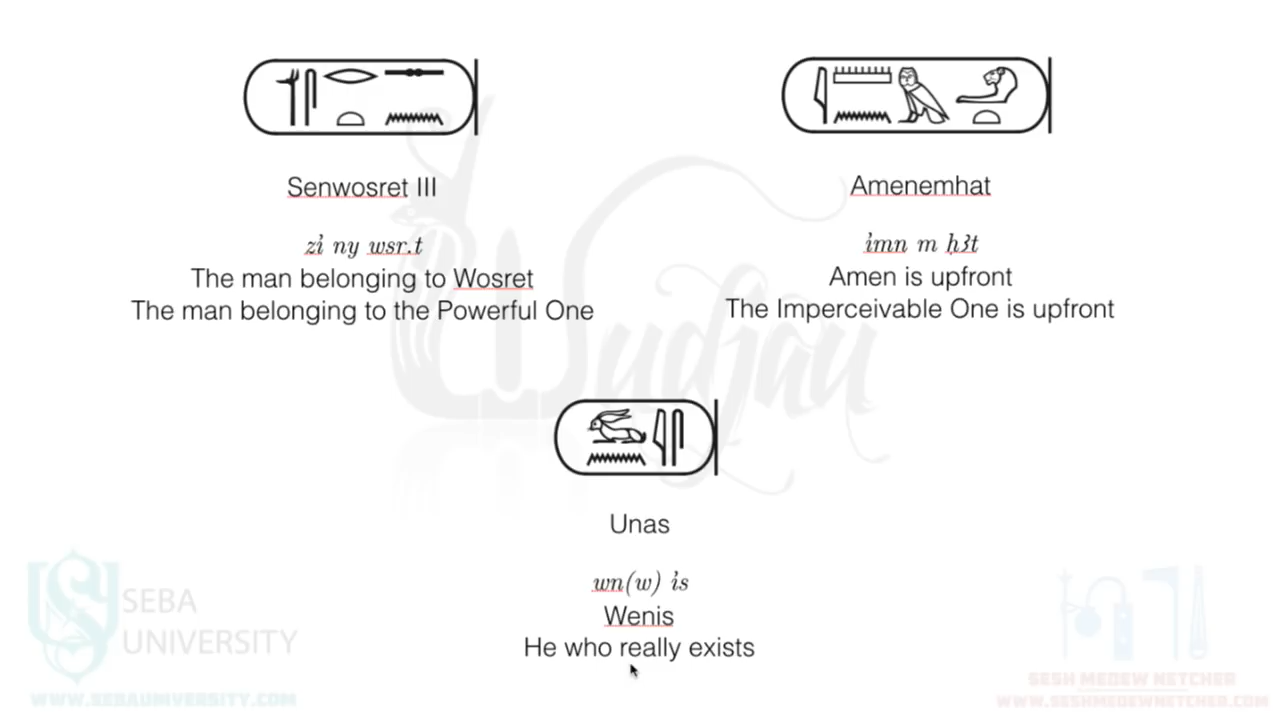 Senwosret III
zỉ ny wsr.t
The man belonging to Wosret
The man belonging to the Powerful One
Amenemhat
ỉmn m ḥꜣt
Amen is upfront
The Imperceivable One is upfront
Unas
wn(w) ỉs
Wenis
He who really exists
Wudjau
SEBA
UNIVERSITY
WWW.SEBAUNIVERSITY.COM
SESH MEDEW NETCHER
WWW.SESHMEDEWNETCHER.COM